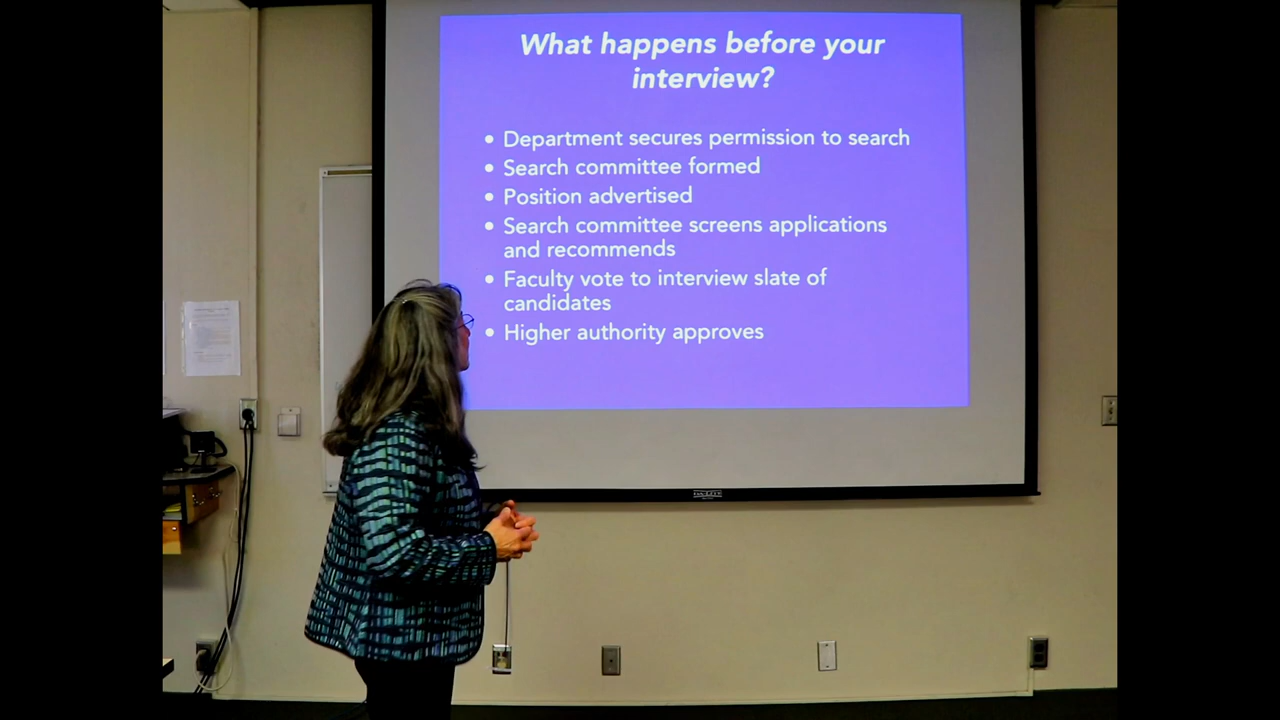 What happens before your
interview?
• Department secures permission to search
• Search committee formed
• Position advertised
• Search committee screens applications
and recommends
• Faculty vote to interview slate of
candidates
• Higher authority approves